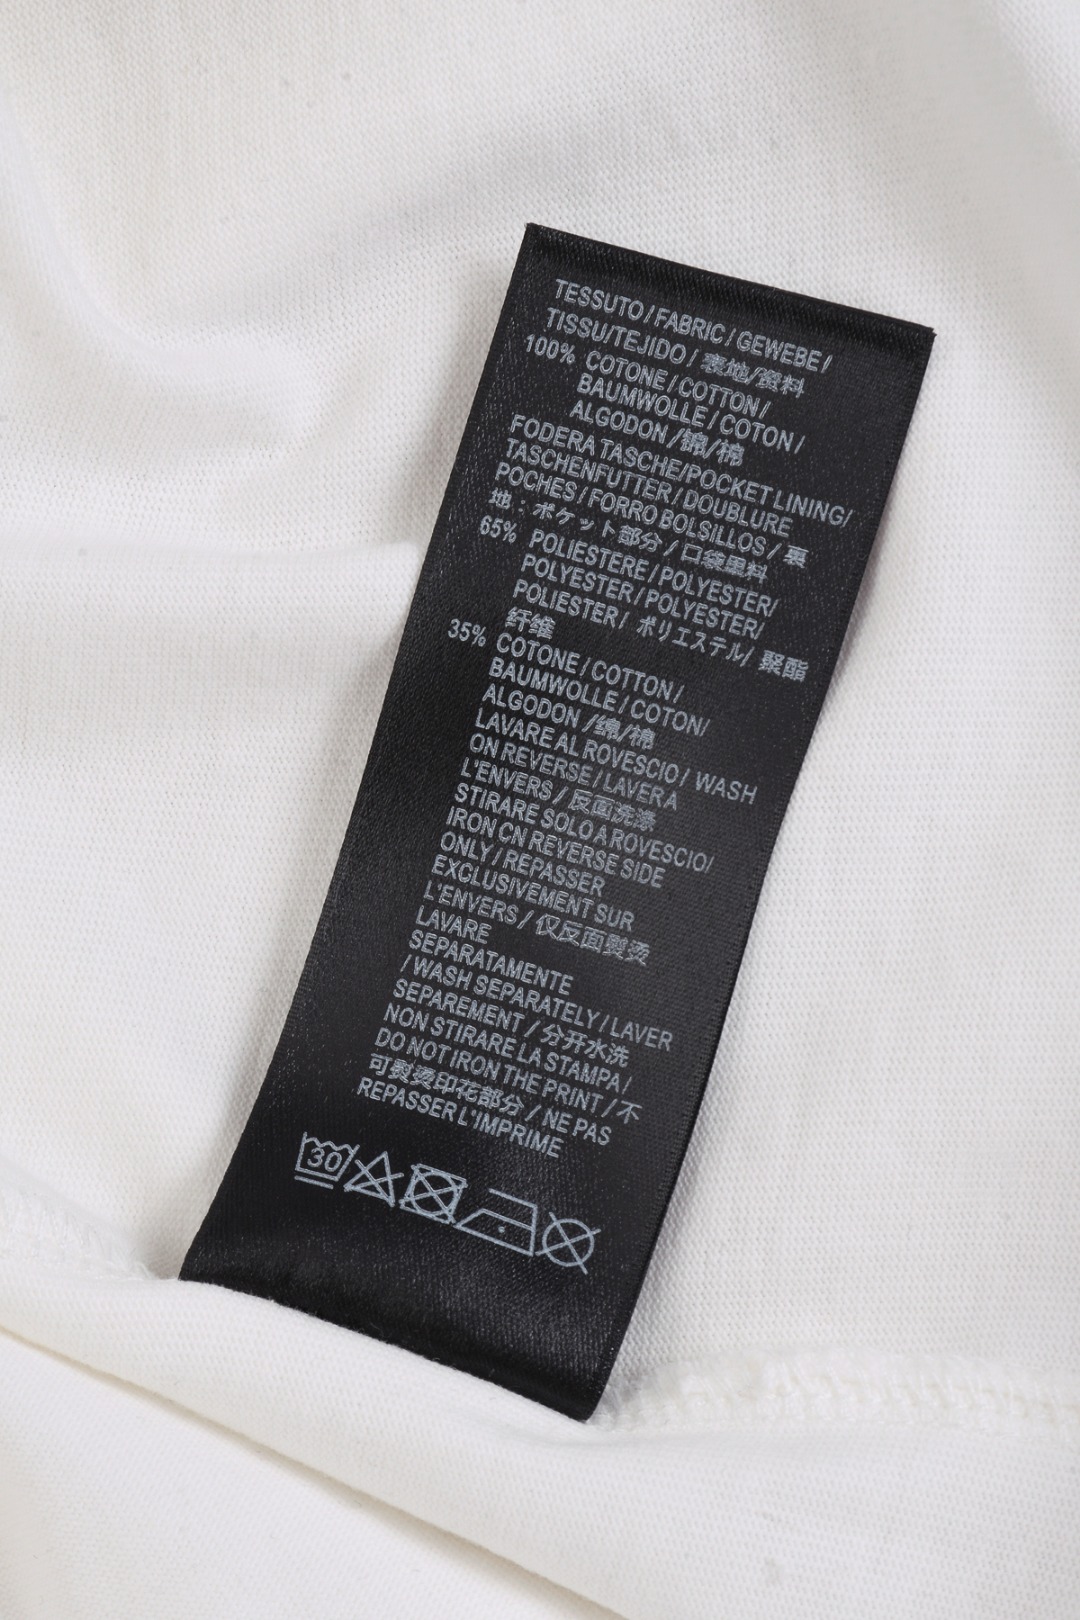 TESSUTO / FABRIC / GEWEBE /
TISSU/TEJIDO / 表地/资料
100% COTONE / COTTON /
BAUMWOLLE / COTON /
ALGODON / 锦/棉
FODERA TASCHE/POCKET LINING/
TASCHENFUTTER / DOUBLURE
POCHES / FORRO BOLSILLOS / 裏
地：ポケット部分 / 口袋里料
65% POLIESTERE / POLYESTER/
POLYESTER/POLYESTER/
POLIESTER/ ポリエステル/ 聚酯
纤维
35% COTONE / COTTON /
BAUMWOLLE / COTON/
ALGODON /绵/棉
LAVARE AL ROVESCIO / WASH
ON REVERSE / LAVER A
L'ENVERS / 反面洗涤
STIRARE SOLO A ROVESCIO/
IRON CN REVERSE SIDE
ONLY / REPASSER
EXCLUSIVEMENT SUR
L'ENVERS / 仅反面熨烫
LAVARE
SEPARATAMENTE
/ WASH SEPARATELY / LAVER
SEPAREMENT / 分开水洗
NON STIRARE LA STAMPA /
DO NOT IRON THE PRINT / 不
可熨烫印花部分 / NE PAS
REPASSER L'IMPRIME
30